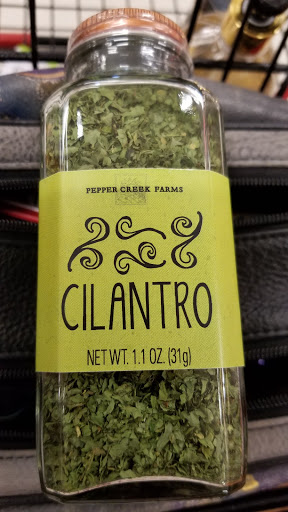 PEPPER CREEK FARMS
CILANTRO
NET WT. 1.1 OZ. (31g)